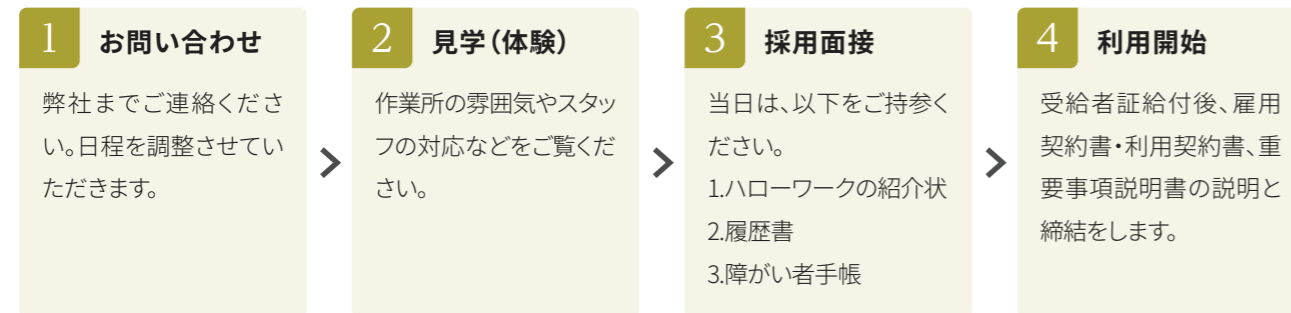 1 お問い合わせ
弊社までご連絡くださ
い。日程を調整させてい
ただきます。
2 見学(体験)
作業所の雰囲気やスタッ
フの対応などをご覧くだ
さい。
3 採用面接
当日は、以下をご持参く
ださい。
1.ハローワークの紹介状
2.履歴書
3.障がい者手帳
4 利用開始
受給者証給付後、雇用
契約書・利用契約書、重
要事項説明書の説明と
締結をします。